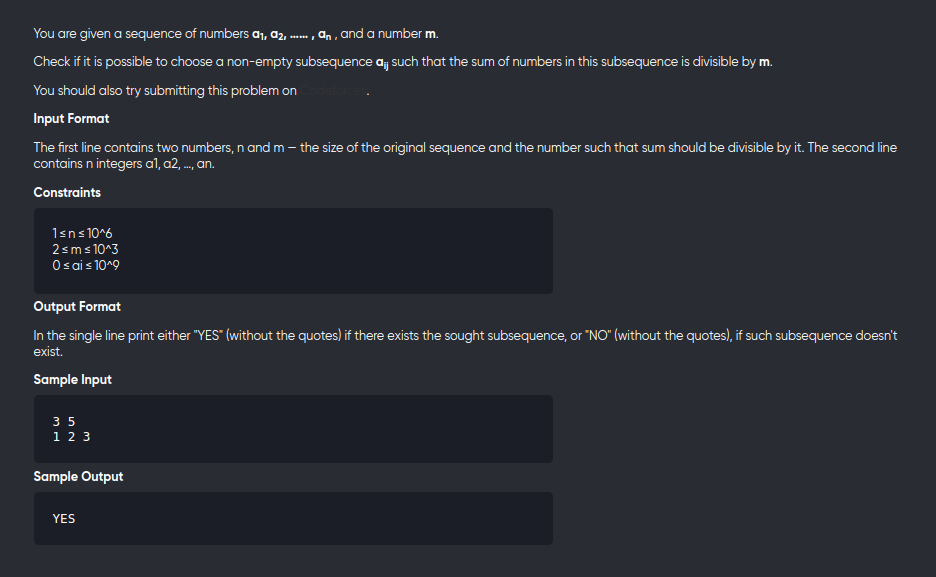 You are given a sequence of numbers a1, a2, ...... , an , and a number m.
Check if it is possible to choose a non-empty subsequence aij such that the sum of numbers in this subsequence is divisible by m.
You should also try submitting this problem on .
Input Format
The first line contains two numbers, n and m – the size of the original sequence and the number such that sum should be divisible by it. The second line
contains n integers a1, a2, ..., an.
Constraints
1 ≤ n ≤ 10^6
2 ≤ m ≤ 10^3
0 ≤ ai ≤ 10^9
Output Format
In the single line print either "YES" (without the quotes) if there exists the sought subsequence, or "NO" (without the quotes), if such subsequence doesn't
exist.
Sample Input
3 5
1 2 3
Sample Output
YES